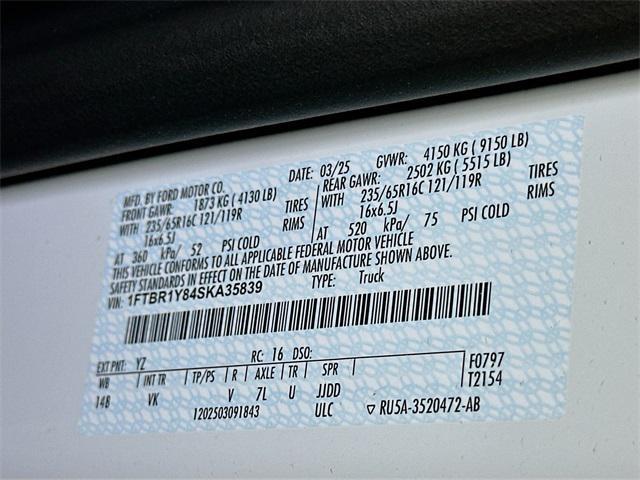 MFD. BY FORD MOTOR CO.
DATE: 03/25 GVWR: 4150 KG ( 9150 LB)
FRONT GAWR: 1873 KG ( 4130 LB) REAR GAWR: 2502 KG ( 5515 LB)
WITH 235/65R16C 121/119R TIRES WITH 235/65R16C 121/119R TIRES
16x6.5J RIMS 16x6.5J RIMS
AT 360 kPa/ 52 PSI COLD AT 520 kPa/ 75 PSI COLD
THIS VEHICLE CONFORMS TO ALL APPLICABLE FEDERAL MOTOR VEHICLE
SAFETY STANDARDS IN EFFECT ON THE DATE OF MANUFACTURE SHOWN ABOVE.
VIN: 1FTBR1Y84SKA35839 TYPE: Truck
EXT PNT: YZ RC: 16 DSO: F0797
WB INT TR TP/PS R AXLE TR SPR T2154
14B VK V 7L U JJDD
1202503091843 ULC ▽ RU5A-3520472-AB